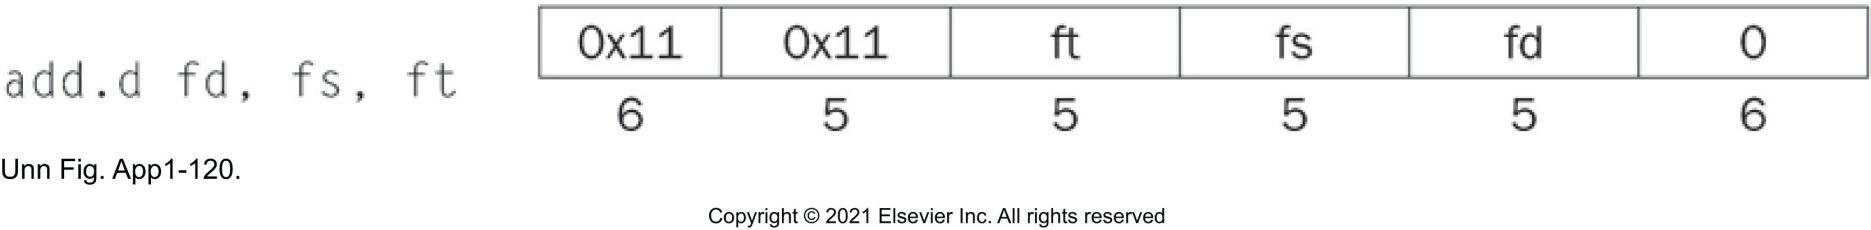 add.d fd, fs, ft
0x11 0x11 ft fs fd 0
6 5 5 5 5 6
Unn Fig. App1-120.
Copyright © 2021 Elsevier Inc. All rights reserved